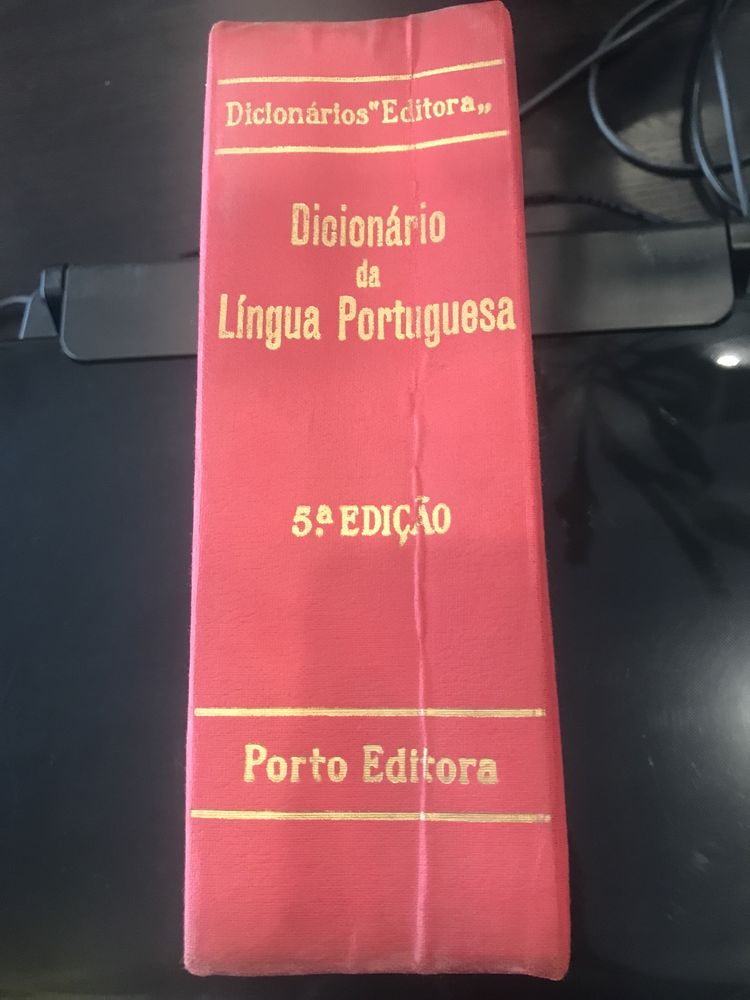 Dicionários"Editora„
Dicionário
da
Língua Portuguesa
5.ª EDIÇÃO
Porto Editora